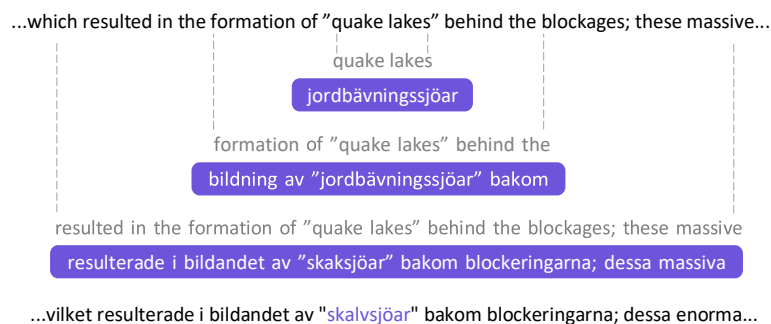 ...which resulted in the formation of ”quake lakes” behind the blockages; these massive...
quake lakes
jordbävningssjöar
formation of ”quake lakes” behind the
bildning av ”jordbävningssjöar” bakom
resulted in the formation of ”quake lakes” behind the blockages; these massive
resulterade i bildandet av ”skaksjöar” bakom blockeringarna; dessa massiva
...vilket resulterade i bildandet av "skalvsjöar" bakom blockeringarna; dessa enorma...